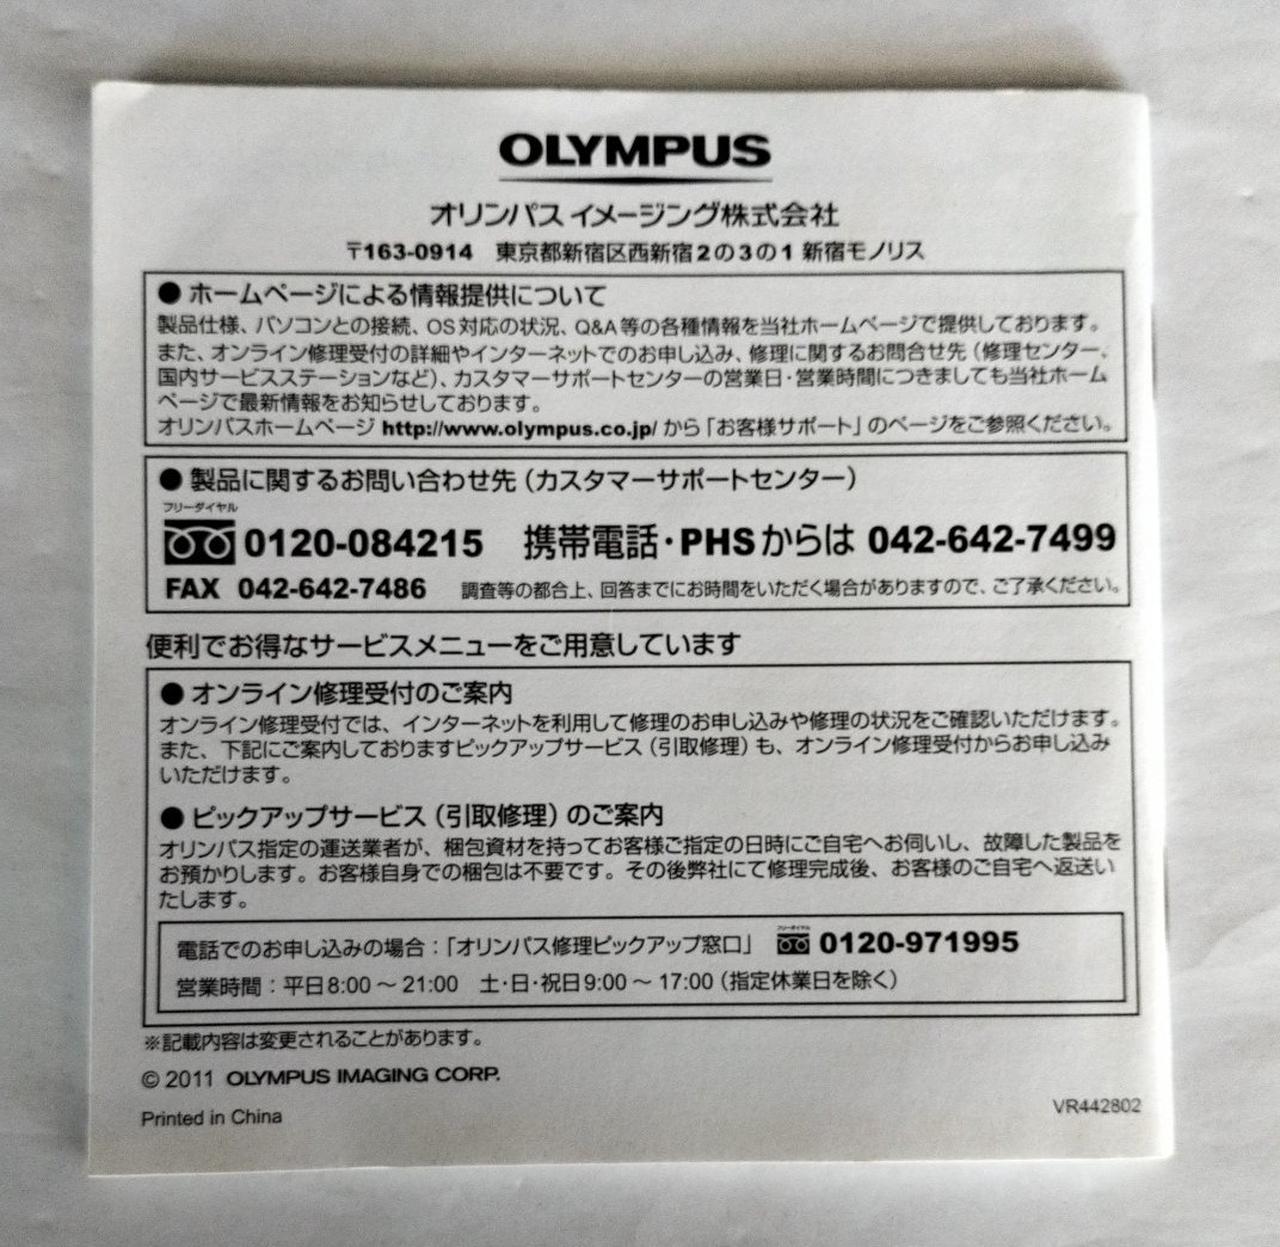 OLYMPUS
オリンパス イメージング株式会社
〒163-0914　東京都新宿区西新宿2の3の1 新宿モノリス
● ホームページによる情報提供について
製品仕様、パソコンとの接続、OS対応の状況、Q&A等の各種情報を当社ホームページで提供しております。
また、オンライン修理受付の詳細やインターネットでのお申し込み、修理に関するお問合せ先（修理センター、
国内サービスステーションなど）、カスタマーサポートセンターの営業日・営業時間につきましても当社ホーム
ページで最新情報をお知らせしております。
オリンパスホームページ http://www.olympus.co.jp/ から「お客様サポート」のページをご参照ください。
● 製品に関するお問い合わせ先（カスタマーサポートセンター）
フリーダイヤル
0120-084215　携帯電話・PHSからは 042-642-7499
FAX 042-642-7486　調査等の都合上、回答までにお時間をいただく場合がありますので、ご了承ください。
便利でお得なサービスメニューをご用意しています
● オンライン修理受付のご案内
オンライン修理受付では、インターネットを利用して修理のお申し込みや修理の状況をご確認いただけます。
また、下記にご案内しておりますピックアップサービス（引取修理）も、オンライン修理受付からお申し込み
いただけます。
● ピックアップサービス（引取修理）のご案内
オリンパス指定の運送業者が、梱包資材を持ってお客様ご指定の日時にご自宅へお伺いし、故障した製品を
お預かりします。お客様自身での梱包は不要です。その後弊社にて修理完成後、お客様のご自宅へ返送い
たします。
フリーダイヤル
電話でのお申し込みの場合：「オリンパス修理ピックアップ窓口」 0120-971995
営業時間：平日8:00 ～ 21:00　土・日・祝日9:00 ～ 17:00（指定休業日を除く）
※記載内容は変更されることがあります。
© 2011 OLYMPUS IMAGING CORP.
Printed in China
VR442802